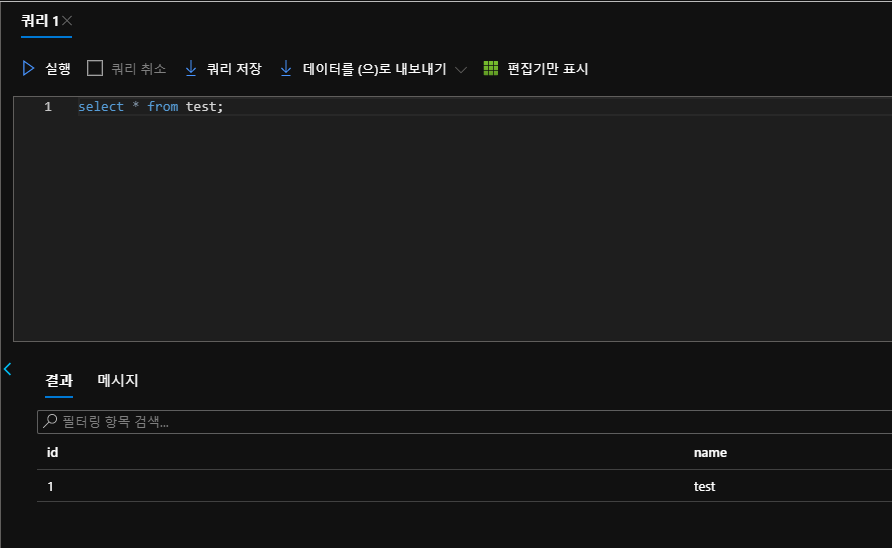 쿼리 1
실행 쿼리 취소 쿼리 저장 데이터를 (으)로 내보내기 편집기만 표시
1 select * from test;
결과 메시지
필터링 항목 검색...
id name
1 test